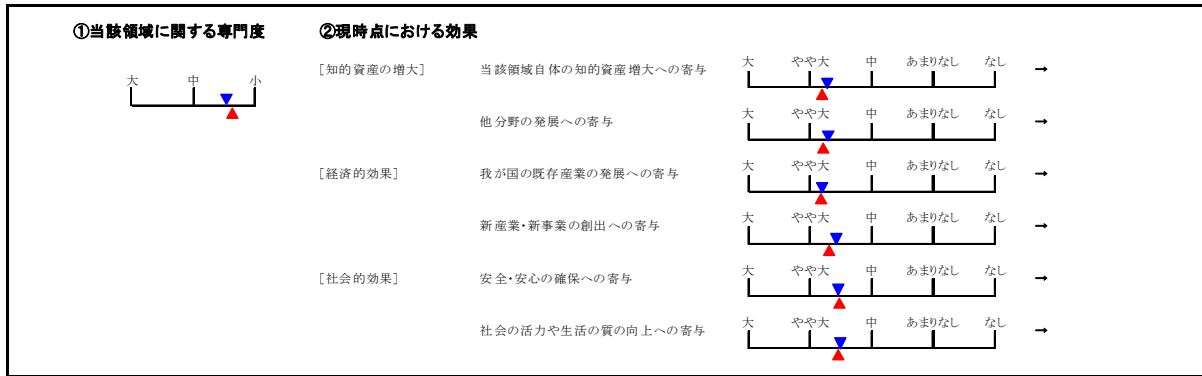 ①当該領域に関する専門度 ②現時点における効果
大 中 小
[知的資産の増大] 当該領域自体の知的資産増大への寄与 大 やや大 中 あまりなし なし →
他分野の発展への寄与 大 やや大 中 あまりなし なし →
[経済的効果] 我が国の既存産業の発展への寄与 大 やや大 中 あまりなし なし →
新産業・新事業の創出への寄与 大 やや大 中 あまりなし なし →
[社会的効果] 安全・安心の確保への寄与 大 やや大 中 あまりなし なし →
社会の活力や生活の質の向上への寄与 大 やや大 中 あまりなし なし →